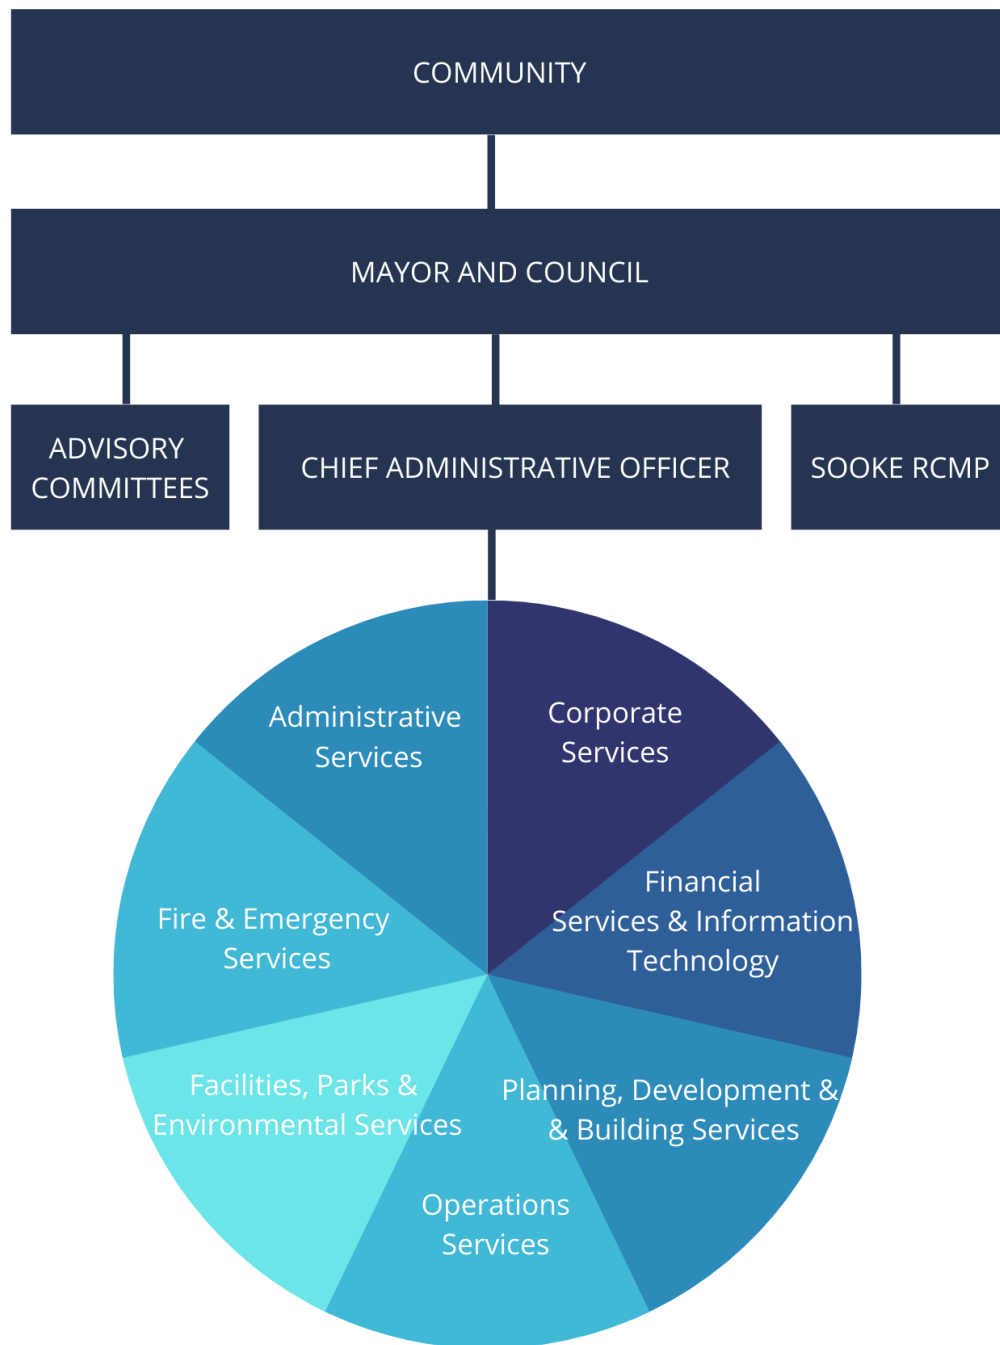 COMMUNITY
MAYOR AND COUNCIL
ADVISORY
COMMITTEES
CHIEF ADMINISTRATIVE OFFICER
SOOKE RCMP
Administrative
Services
Corporate
Services
Financial
Services & Information
Technology
Fire & Emergency
Services
Facilities, Parks &
Environmental Services
Planning, Development &
& Building Services
Operations
Services